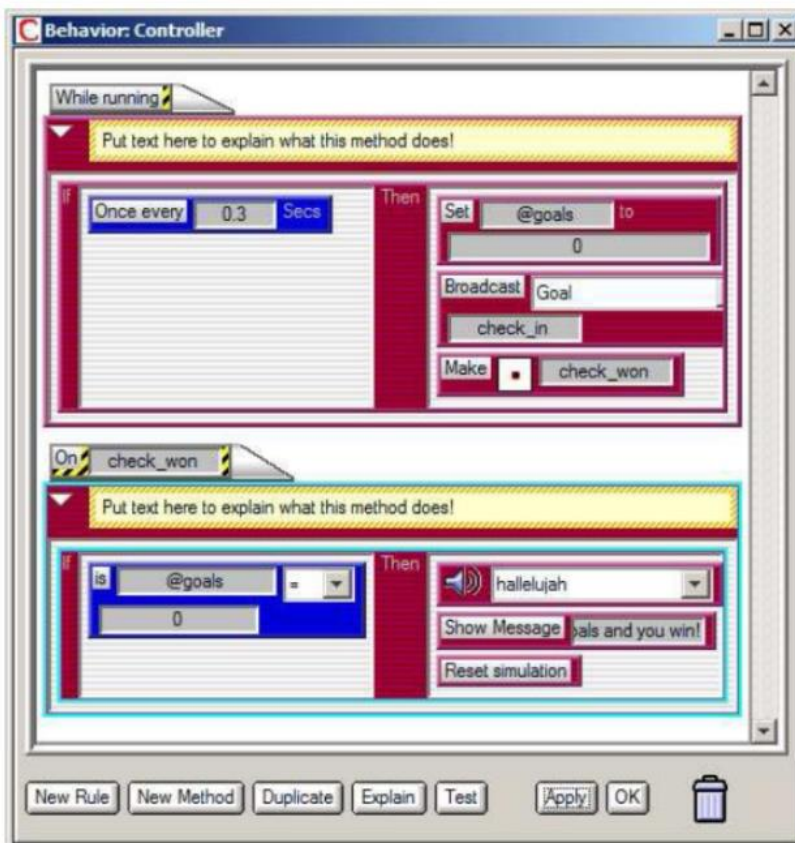 Behavior: Controller
While running
Put text here to explain what this method does!
If
Once every 0.3 Secs
Then
Set @goals to
0
Broadcast Goal
check_in
Make check_won
On check_won
Put text here to explain what this method does!
If
is @goals =
0
Then
hallelujah
Show Message pals and you win!
Reset simulation
New Rule New Method Duplicate Explain Test Apply OK